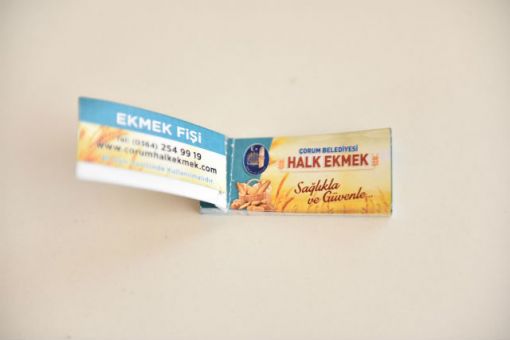 EKMEK FİŞİ
Tel: (0364) 254 99 19
www.corumhalkekmek.com
Kullanılmalıdır.
ÇORUM BELEDİYESİ
HALK EKMEK
Sağlıkla
ve Güvenle...